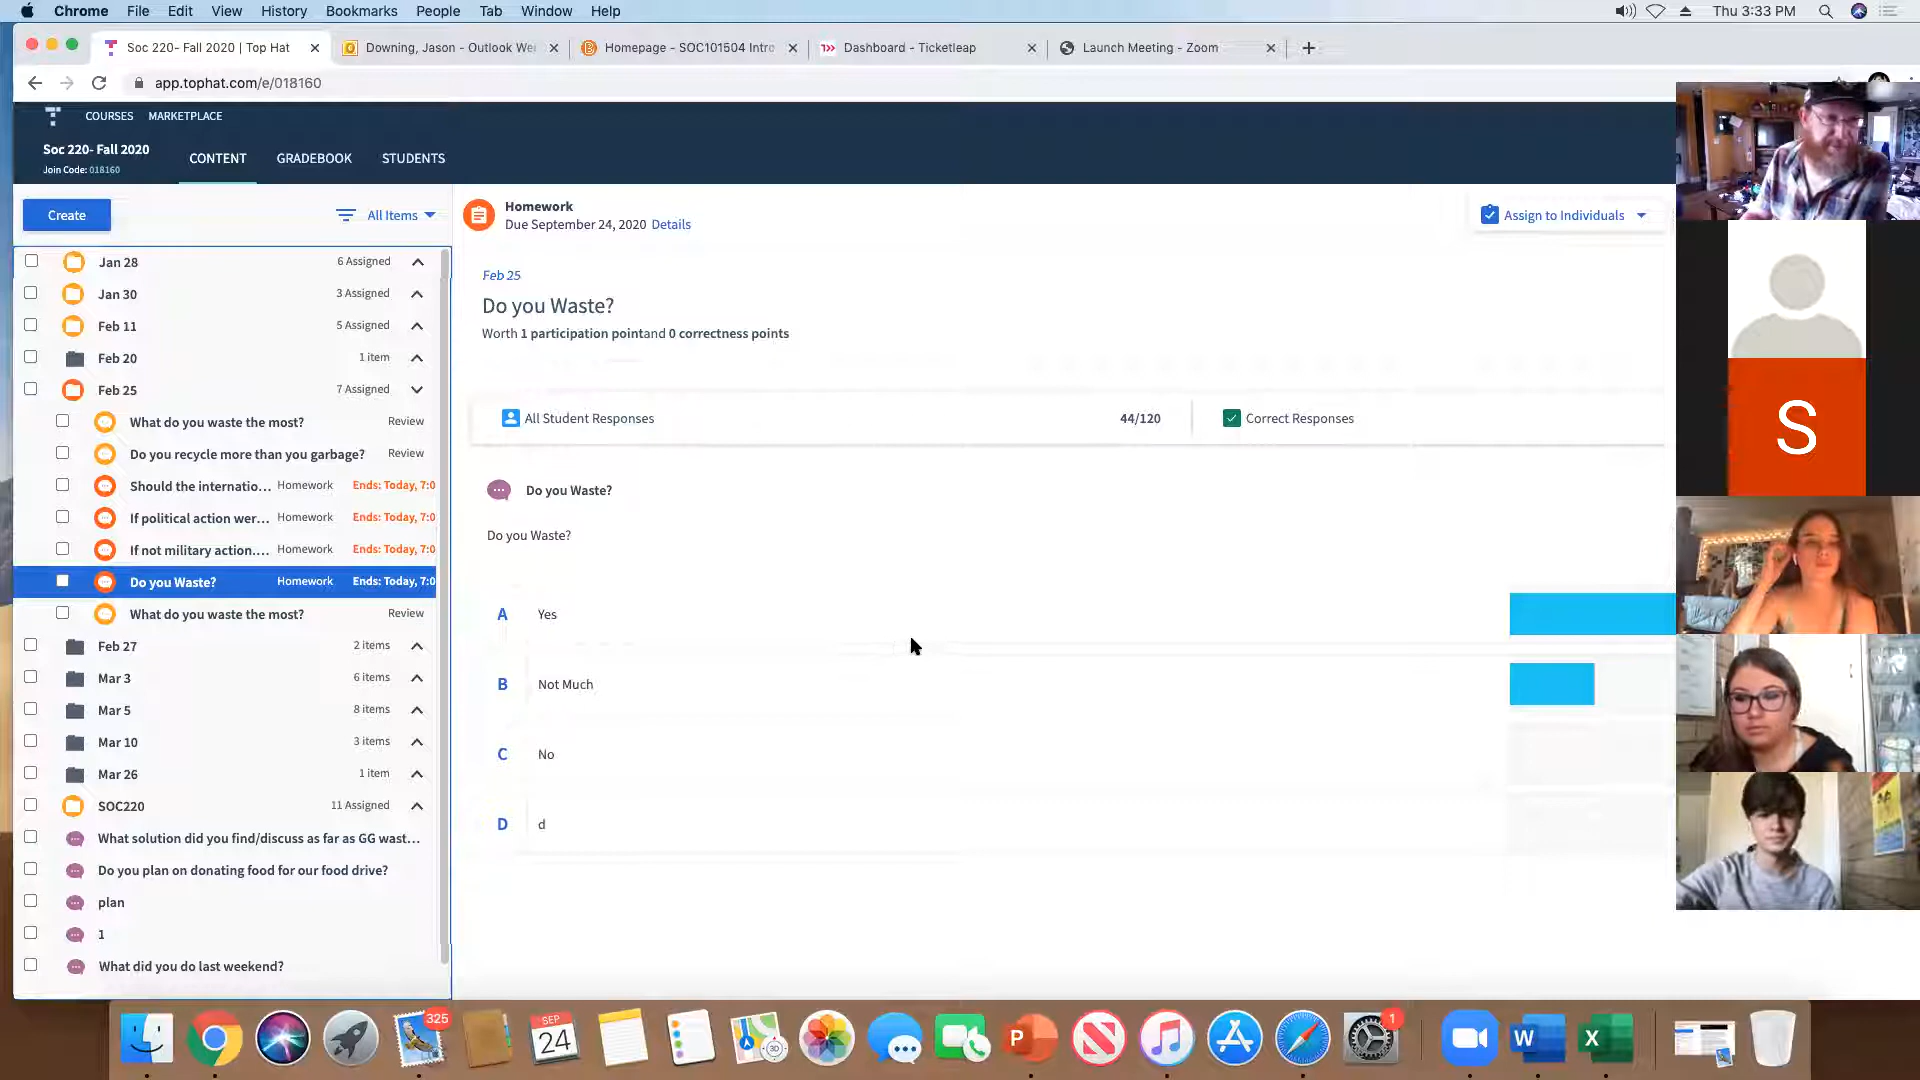 Chrome File Edit View History Bookmarks People Tab Window Help Thu 3:33 PM
Soc 220- Fall 2020 | Top Hat Downing, Jason - Outlook We Homepage - SOC101504 Intro Dashboard - Ticketleap Launch Meeting - Zoom
app.tophat.com/e/018160
COURSES MARKETPLACE
Soc 220- Fall 2020
Join Code: 018160
CONTENT GRADEBOOK STUDENTS
Create All Items
Jan 28 6 Assigned
Jan 30 3 Assigned
Feb 11 5 Assigned
Feb 20 1 item
Feb 25 7 Assigned
What do you waste the most? Review
Do you recycle more than you garbage? Review
Should the internatio... Homework Ends: Today, 7:0
If political action wer... Homework Ends: Today, 7:0
If not military action.... Homework Ends: Today, 7:0
Do you Waste? Homework Ends: Today, 7:0
What do you waste the most? Review
Feb 27 2 items
Mar 3 6 items
Mar 5 8 items
Mar 10 3 items
Mar 26 1 item
SOC220 11 Assigned
What solution did you find/discuss as far as GG wast...
Do you plan on donating food for our food drive?
plan
1
What did you do last weekend?
Homework
Due September 24, 2020 Details
Assign to Individuals
Feb 25
Do you Waste?
Worth 1 participation pointand 0 correctness points
All Student Responses 44/120 Correct Responses
Do you Waste?
Do you Waste?
A Yes
B Not Much
C No
D d
S
325
SEP
24
3D
P
1
W
X